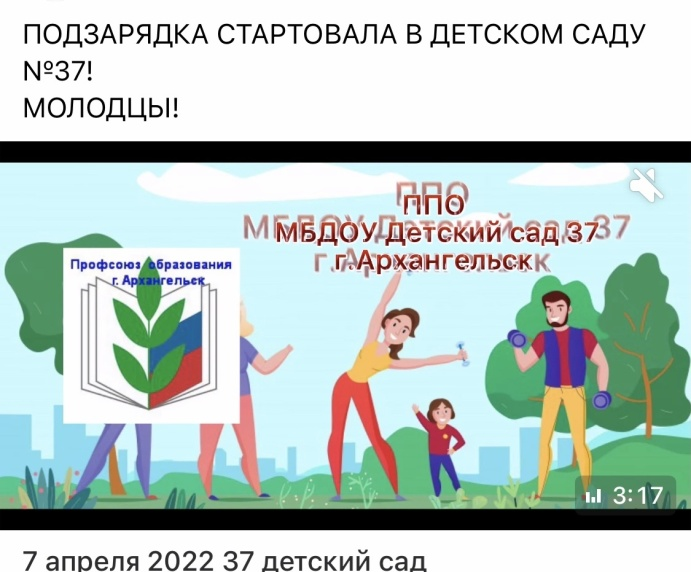 ПОДЗАРЯДКА СТАРТОВАЛА В ДЕТСКОМ САДУ
№37!
МОЛОДЦЫ!
ППО
МБДОУ Детский сад 37
г.Архангельск
Профсоюз образования
г. Архангельск
3:17
7 апреля 2022 37 детский сад